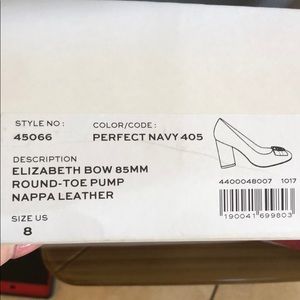 STYLE NO :
COLOR/CODE :
45066
PERFECT NAVY 405
DESCRIPTION
ELIZABETH BOW 85MM
ROUND-TOE PUMP
NAPPA LEATHER
4400048007 1017
SIZE US
190041699803
8